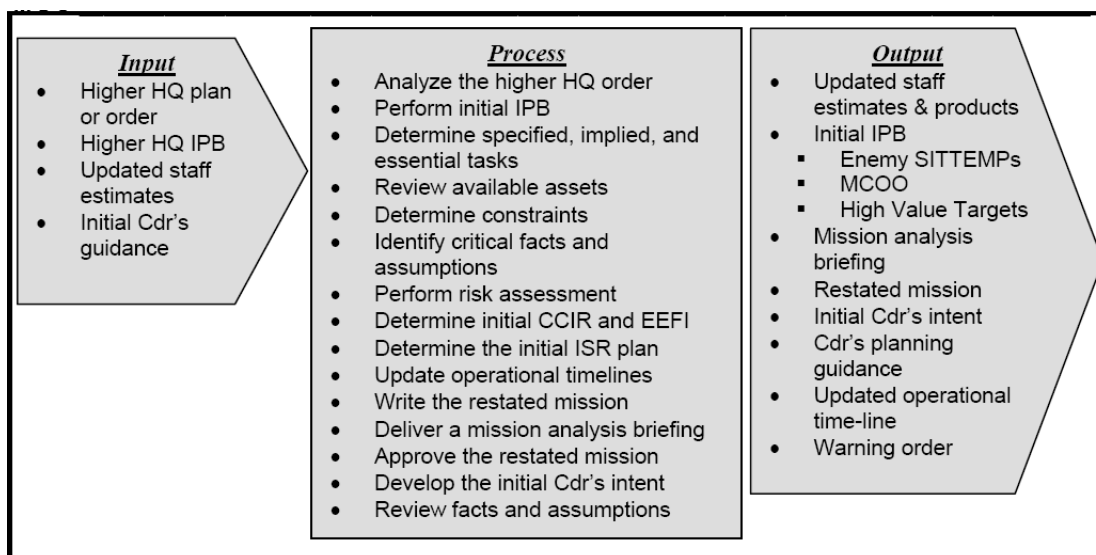 Input
• Higher HQ plan
or order
• Higher HQ IPB
• Updated staff
estimates
• Initial Cdr's
guidance
Process
• Analyze the higher HQ order
• Perform initial IPB
• Determine specified, implied, and
essential tasks
• Review available assets
• Determine constraints
• Identify critical facts and
assumptions
• Perform risk assessment
• Determine initial CCIR and EEFI
• Determine the initial ISR plan
• Update operational timelines
• Write the restated mission
• Deliver a mission analysis briefing
• Approve the restated mission
• Develop the initial Cdr's intent
• Review facts and assumptions
Output
• Updated staff
estimates & products
• Initial IPB
▪ Enemy SITTEMPs
▪ MCOO
▪ High Value Targets
• Mission analysis
briefing
• Restated mission
• Initial Cdr's intent
• Cdr's planning
guidance
• Updated operational
time-line
• Warning order